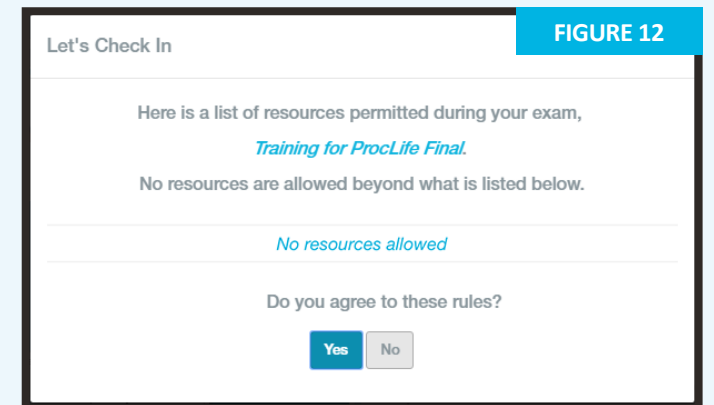 FIGURE 12
Let's Check In
Here is a list of resources permitted during your exam,
Training for ProcLife Final.
No resources are allowed beyond what is listed below.
No resources allowed
Do you agree to these rules?
Yes No